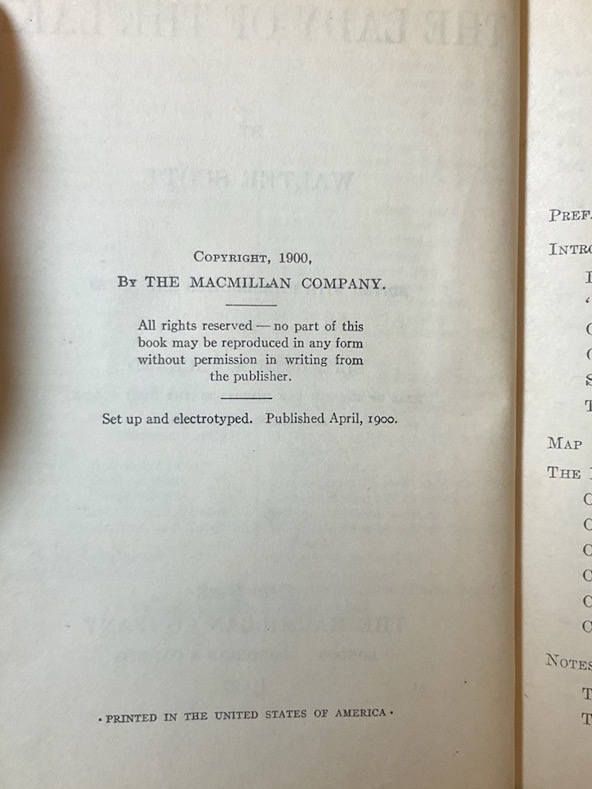 COPYRIGHT, 1900,
BY THE MACMILLAN COMPANY.
All rights reserved — no part of this
book may be reproduced in any form
without permission in writing from
the publisher.
Set up and electrotyped. Published April, 1900.
· PRINTED IN THE UNITED STATES OF AMERICA ·
MAP
THE